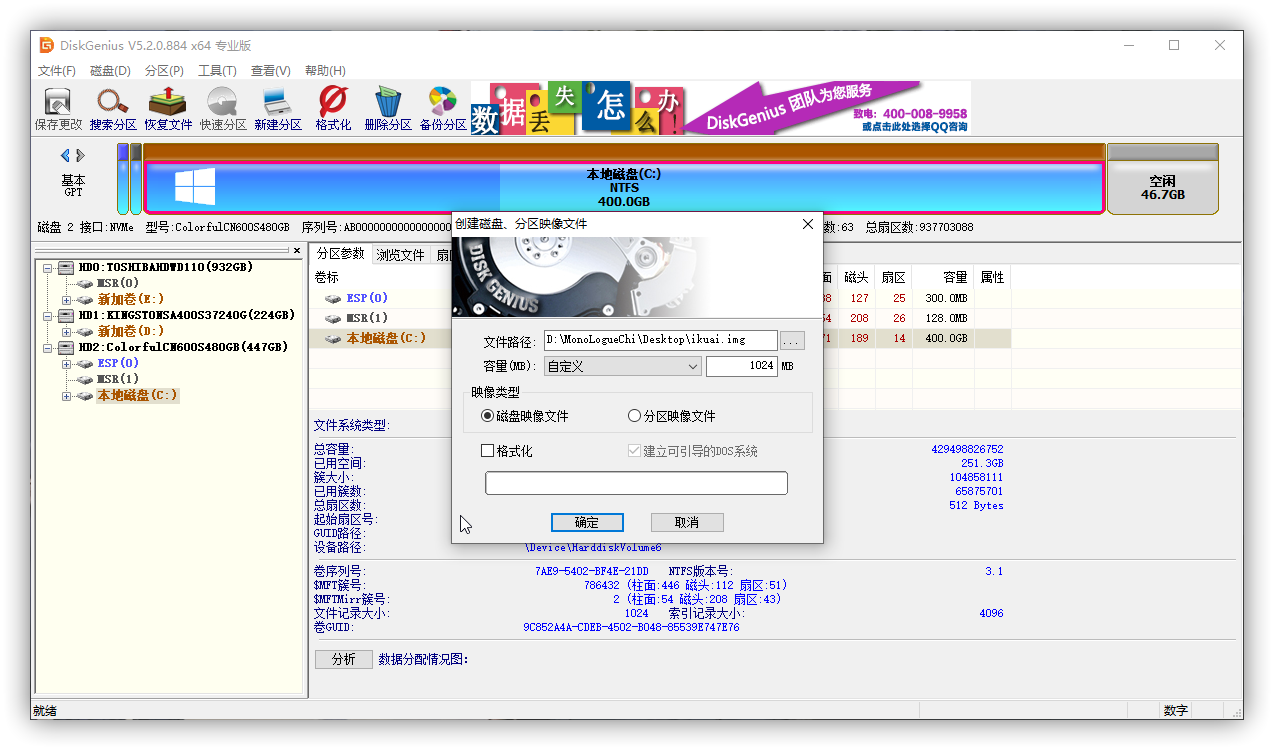 DiskGenius V5.2.0.884 x64 专业版
文件(F) 磁盘(D) 分区(P) 工具(T) 查看(V) 帮助(H)
保存更改 搜索分区 恢复文件 快速分区 新建分区 格式化 删除分区 备份分区
数据丢失怎么办!
DiskGenius 团队为您服务
致电: 400-008-9958
或点击此处选择QQ咨询
基本
GPT
本地磁盘(C:)
NTFS
400.0GB
空闲
46.7GB
磁盘 2 接口:NVMe 型号:ColorfulCN600S480GB 序列号:AB0000000000000000 数:63 总扇区数:937703088
HD0:TOSHIBAHDWD110(932GB)
MSR(0)
新加卷(E:)
HD1:KINGSTONSA400S37240G(224GB)
新加卷(D:)
HD2:ColorfulCN600S480GB(447GB)
ESP(0)
MSR(1)
本地磁盘(C:)
分区参数 浏览文件
卷标 面 磁头 扇区 容量 属性
ESP(0) 127 25 300.0MB
MSR(1) 208 26 128.0MB
本地磁盘(C:) 189 14 400.0GB
创建磁盘、分区映像文件
DISK GENIUS
文件路径: D:\MonoLogueChi\Desktop\ikuai.img ...
容量(MB): 自定义 1024 MB
映像类型
磁盘映像文件 分区映像文件
格式化 建立可引导的DOS系统
确定 取消
文件系统类型:
总容量: 429498826752
已用空间: 251.3GB
簇大小: 104858111
已用簇数: 65875701
总扇区数: 512 Bytes
起始扇区号:
GUID路径:
设备路径: \Device\HarddiskVolume6
卷序列号: 7AE9-5402-BF4E-21DD NTFS版本号: 3.1
$MFT簇号: 786432 (柱面:446 磁头:112 扇区:51)
$MFTMirr簇号: 2 (柱面:54 磁头:208 扇区:43)
文件记录大小: 1024 索引记录大小: 4096
卷GUID: 9C852A4A-CDEB-4502-B048-85539E747E76
分析 数据分配情况图:
就绪 数字